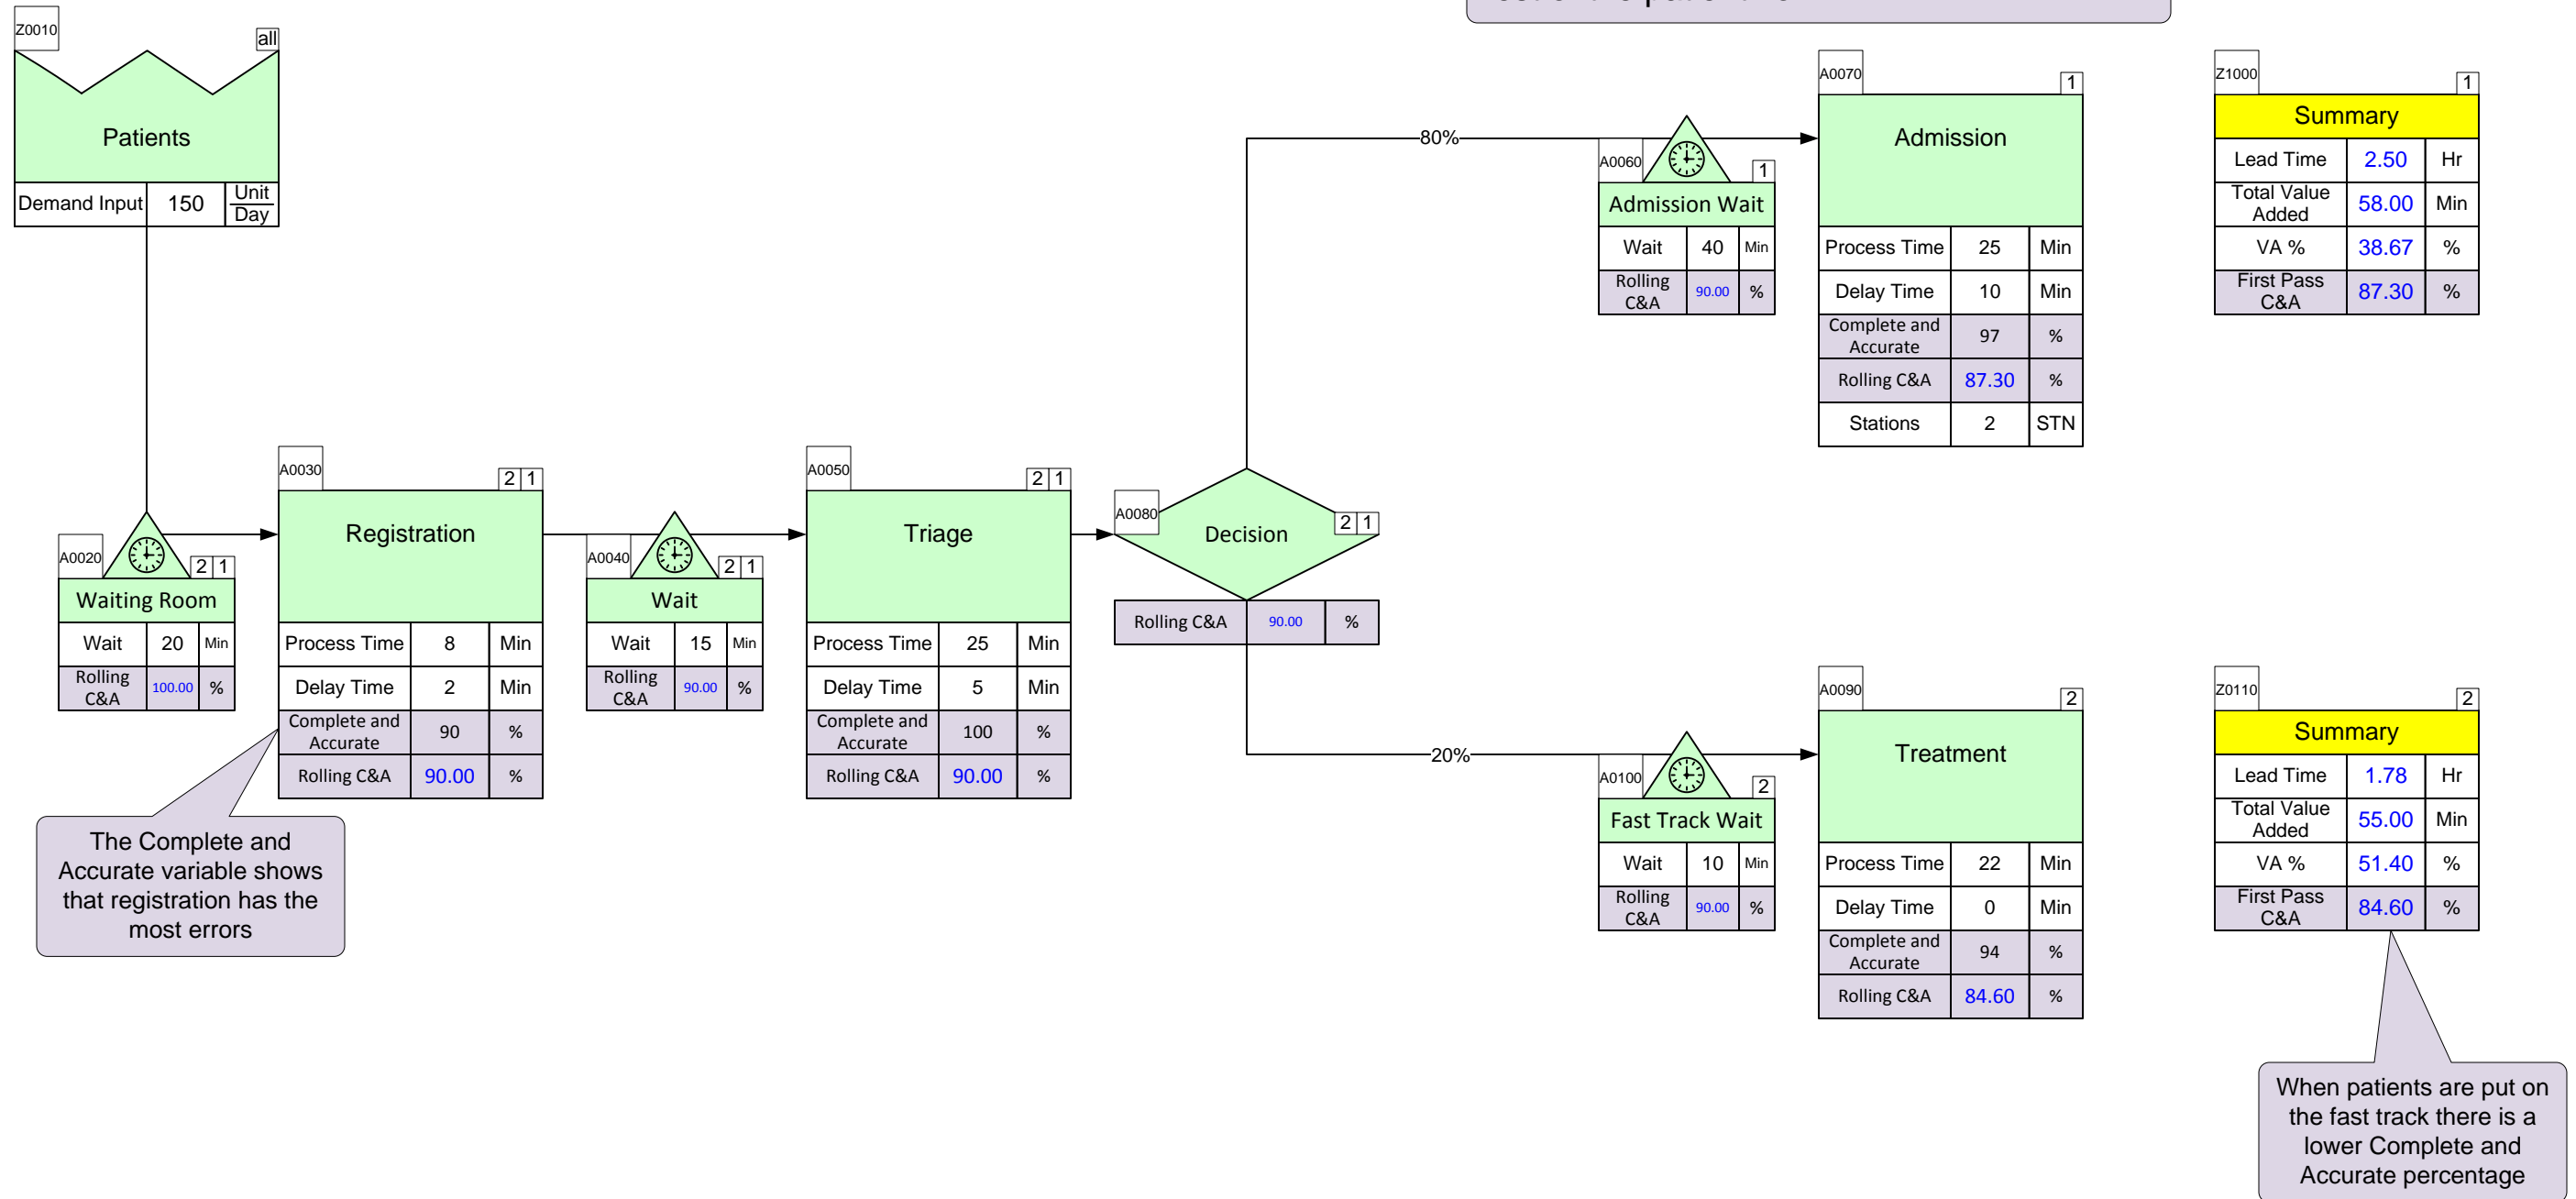 Z0010
all
Patients
Demand Input 150 Unit
Day
A0020
2 1
Waiting Room
Wait 20 Min
Rolling
C&A 100.00 %
A0030
2 1
Registration
Process Time 8 Min
Delay Time 2 Min
Complete and
Accurate 90 %
Rolling C&A 90.00 %
The Complete and
Accurate variable shows
that registration has the
most errors
A0040
2 1
Wait
Wait 15 Min
Rolling
C&A 90.00 %
A0050
2 1
Triage
Process Time 25 Min
Delay Time 5 Min
Complete and
Accurate 100 %
Rolling C&A 90.00 %
A0080
2 1
Decision
Rolling C&A 90.00 %
80%
A0060
1
Admission Wait
Wait 40 Min
Rolling
C&A 90.00 %
A0070
1
Admission
Process Time 25 Min
Delay Time 10 Min
Complete and
Accurate 97 %
Rolling C&A 87.30 %
Stations 2 STN
Z1000
1
Summary
Lead Time 2.50 Hr
Total Value
Added 58.00 Min
VA % 38.67 %
First Pass
C&A 87.30 %
20%
A0100
2
Fast Track Wait
Wait 10 Min
Rolling
C&A 90.00 %
A0090
2
Treatment
Process Time 22 Min
Delay Time 0 Min
Complete and
Accurate 94 %
Rolling C&A 84.60 %
Z0110
2
Summary
Lead Time 1.78 Hr
Total Value
Added 55.00 Min
VA % 51.40 %
First Pass
C&A 84.60 %
When patients are put on
the fast track there is a
lower Complete and
Accurate percentage